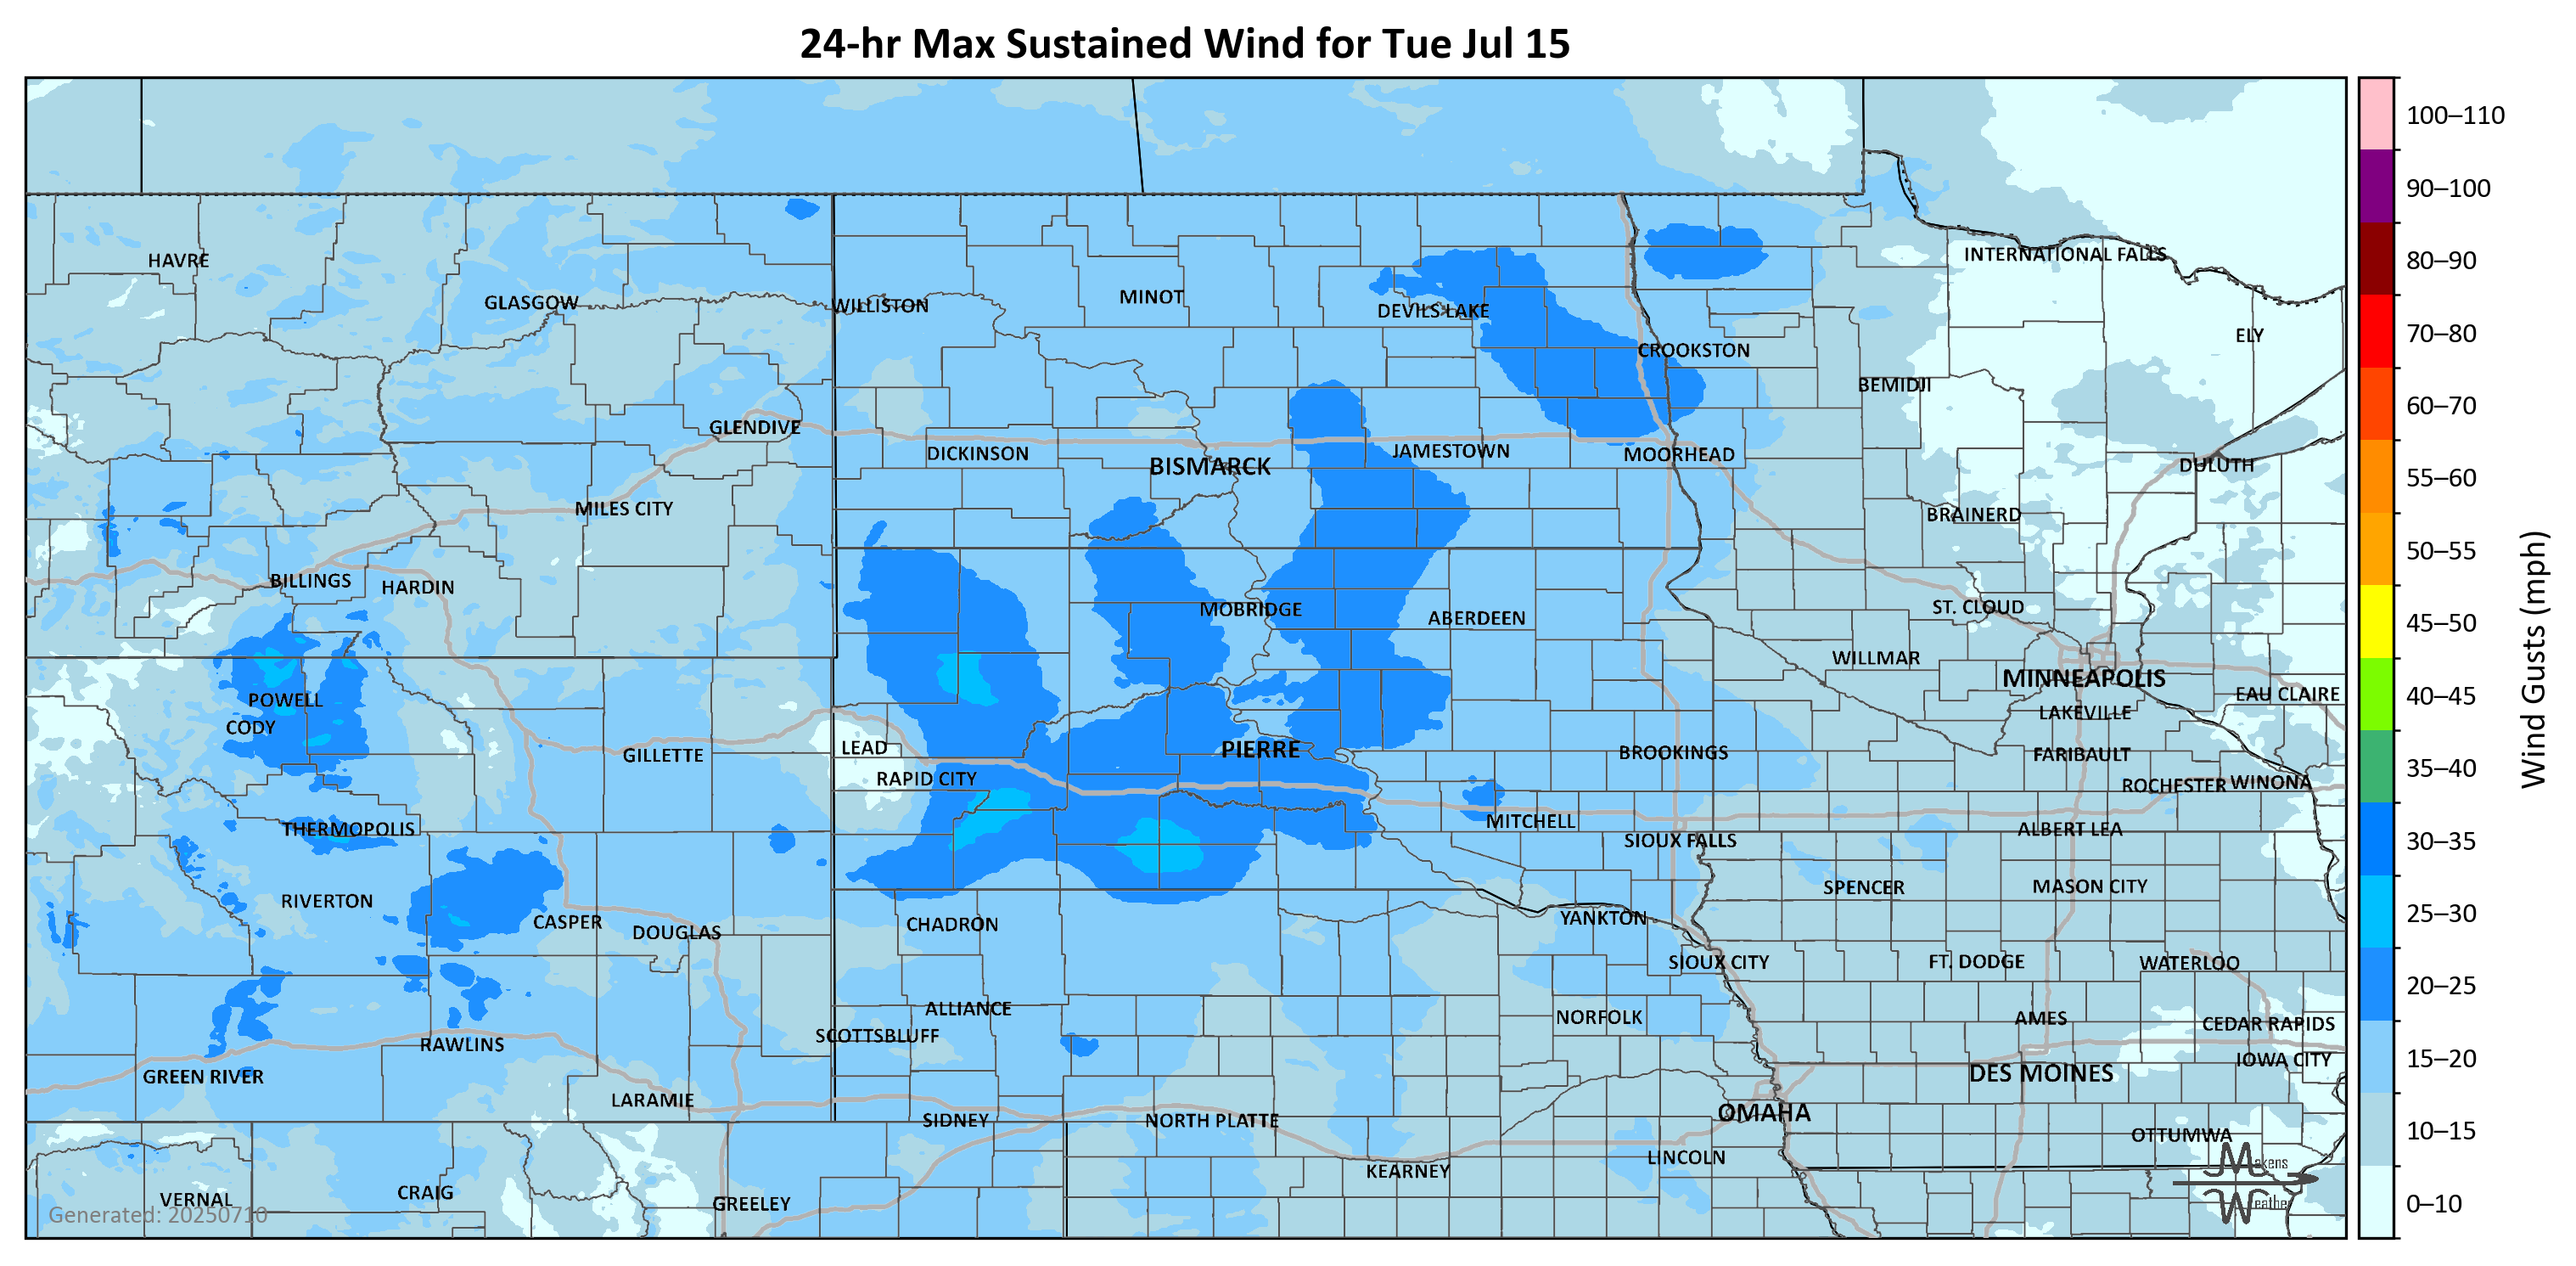 24-hr Max Sustained Wind for Tue Jul 15
100–110
90–100
80–90
70–80
60–70
55–60
50–55
45–50
40–45
35–40
30–35
25–30
20–25
15–20
10–15
0–10
Wind Gusts (mph)
HAVRE
INTERNATIONAL FALLS
GLASGOW
WILLISTON
MINOT
DEVILS LAKE
ELY
CROOKSTON
BEMIDJI
GLENDIVE
DICKINSON
BISMARCK
JAMESTOWN
MOORHEAD
DULUTH
MILES CITY
BRAINERD
BILLINGS
HARDIN
MOBRIDGE
ABERDEEN
ST. CLOUD
WILLMAR
MINNEAPOLIS
POWELL
EAU CLAIRE
CODY
LAKEVILLE
LEAD
GILLETTE
PIERRE
BROOKINGS
FARIBAULT
RAPID CITY
ROCHESTER
WINONA
THERMOPOLIS
MITCHELL
SIOUX FALLS
ALBERT LEA
RIVERTON
SPENCER
MASON CITY
CASPER
DOUGLAS
CHADRON
YANKTON
SIOUX CITY
FT. DODGE
WATERLOO
ALLIANCE
SCOTTSBLUFF
NORFOLK
AMES
CEDAR RAPIDS
RAWLINS
IOWA CITY
GREEN RIVER
DES MOINES
LARAMIE
SIDNEY
NORTH PLATTE
OMAHA
OTTUMWA
KEARNEY
LINCOLN
VERNAL
CRAIG
GREELEY
Generated: 20250710
Makens
Weather